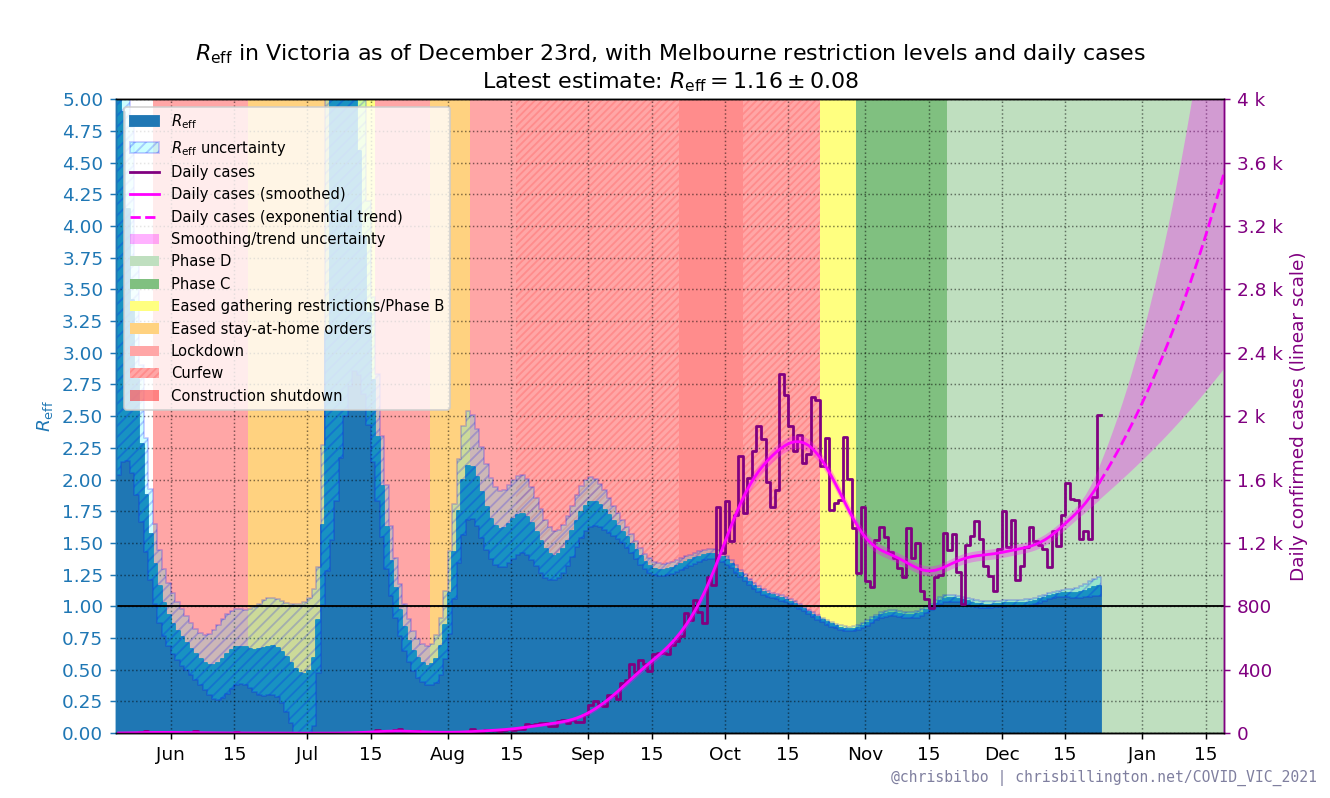 R_eff in Victoria as of December 23rd, with Melbourne restriction levels and daily cases
Latest estimate: R_eff = 1.16 ± 0.08
5.00
4.75
4.50
4.25
4.00
3.75
3.50
3.25
3.00
2.75
2.50
2.25
2.00
1.75
1.50
1.25
1.00
0.75
0.50
0.25
0.00
R_eff
R_eff
R_eff uncertainty
Daily cases
Daily cases (smoothed)
Daily cases (exponential trend)
Smoothing/trend uncertainty
Phase D
Phase C
Eased gathering restrictions/Phase B
Eased stay-at-home orders
Lockdown
Curfew
Construction shutdown
4 k
3.6 k
3.2 k
2.8 k
2.4 k
2 k
1.6 k
1.2 k
800
400
0
Daily confirmed cases (linear scale)
Jun 15 Jul 15 Aug 15 Sep 15 Oct 15 Nov 15 Dec 15 Jan 15
@chrisbilbo | chrisbillington.net/COVID_VIC_2021